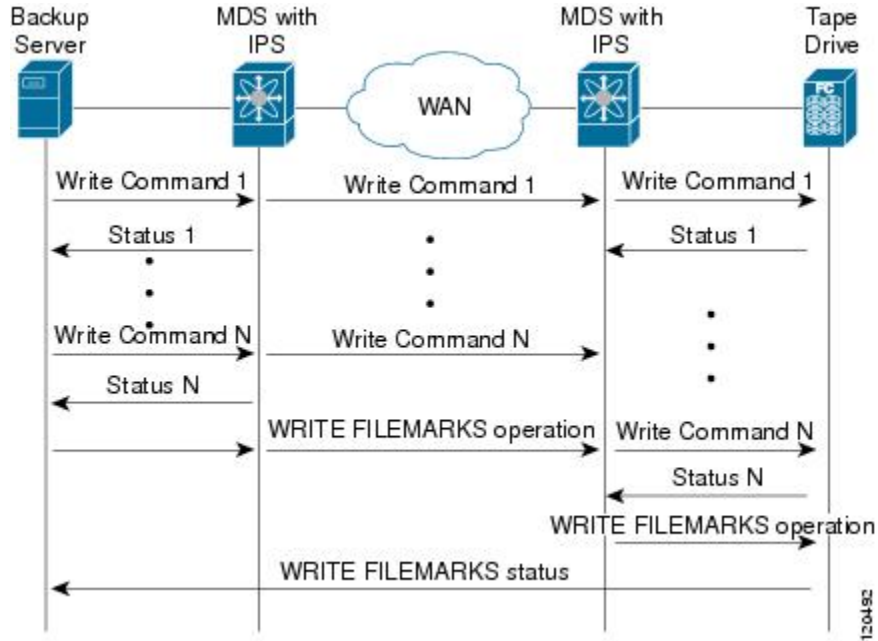 Backup
Server
MDS with
IPS
MDS with
IPS
Tape
Drive
FC
WAN
Write Command 1
Write Command 1
Write Command 1
Status 1
Status 1
Write Command N
Write Command N
Status N
WRITE FILEMARKS operation
Write Command N
Status N
WRITE FILEMARKS operation
WRITE FILEMARKS status
120492